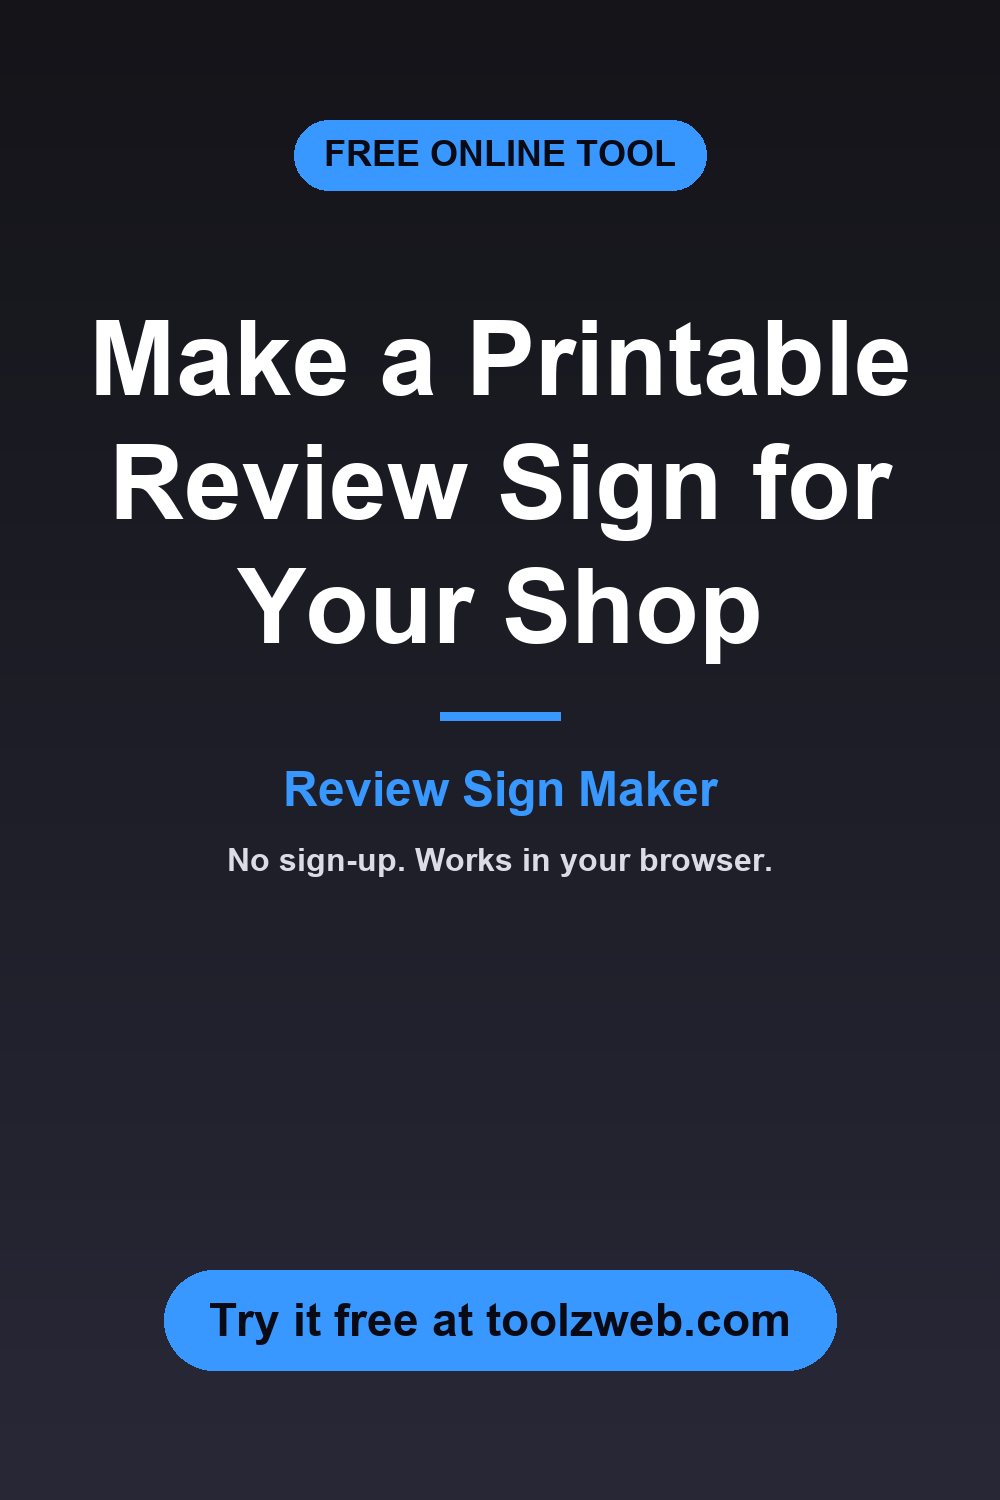 FREE ONLINE TOOL
Make a Printable
Review Sign for
Your Shop
Review Sign Maker
No sign-up. Works in your browser.
Try it free at toolzweb.com